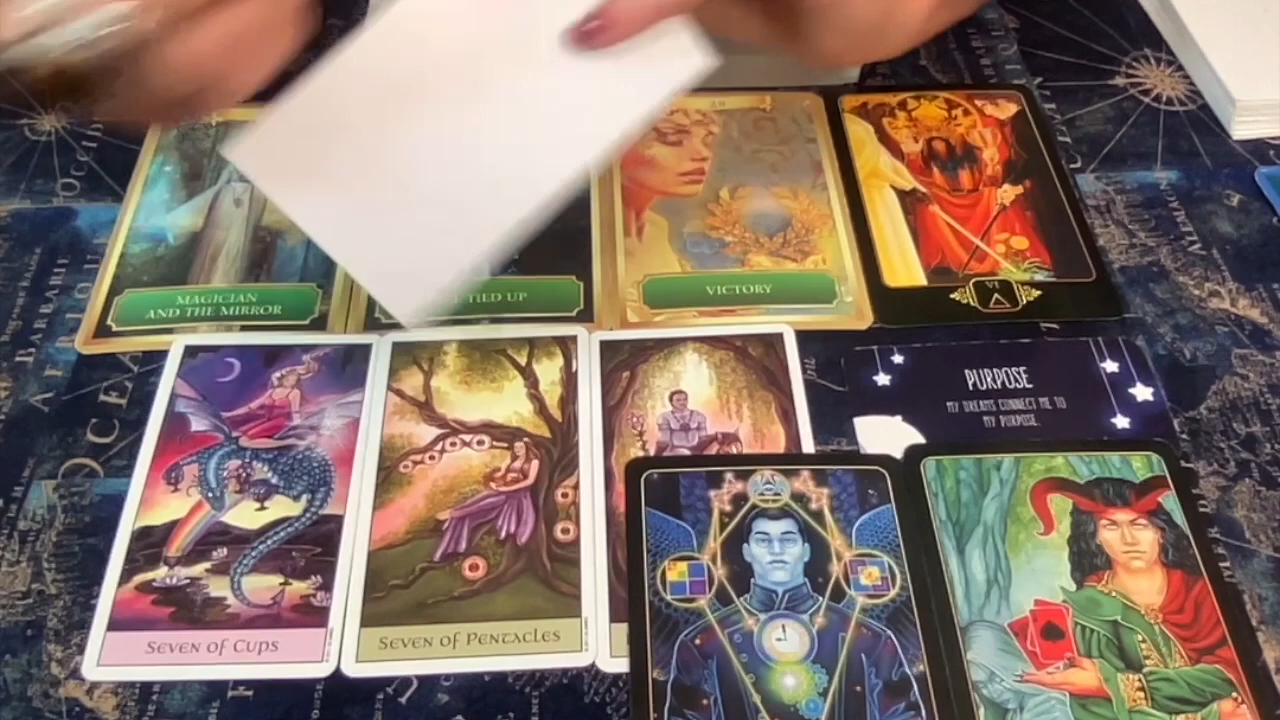 MAGICIAN
AND THE MIRROR
TIED UP
VICTORY
VI
PURPOSE
MY DREAMS CONNECT ME TO
MY PURPOSE.
SEVEN OF CUPS
SEVEN OF PENTACLES